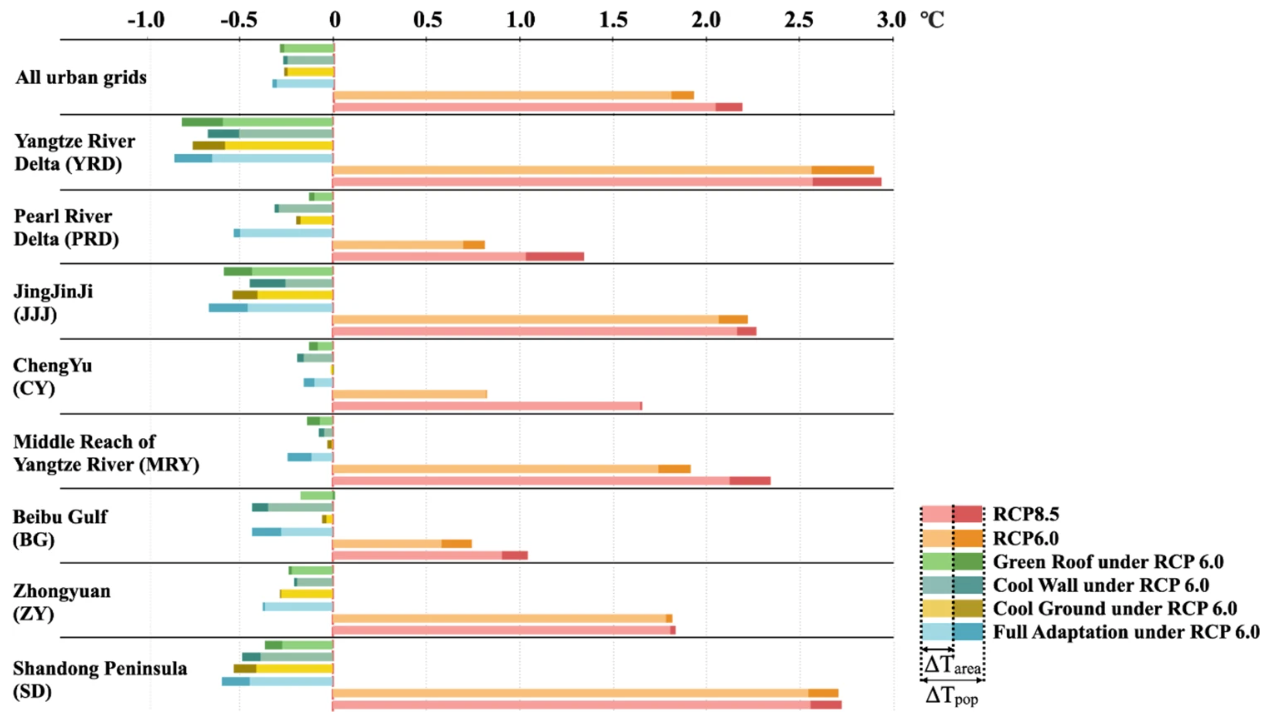 -1.0 -0.5 0 0.5 1.0 1.5 2.0 2.5 3.0 ℃
All urban grids
Yangtze River
Delta (YRD)
Pearl River
Delta (PRD)
JingJinJi
(JJJ)
ChengYu
(CY)
Middle Reach of
Yangtze River (MRY)
Beibu Gulf
(BG)
Zhongyuan
(ZY)
Shandong Peninsula
(SD)
RCP8.5
RCP6.0
Green Roof under RCP 6.0
Cool Wall under RCP 6.0
Cool Ground under RCP 6.0
Full Adaptation under RCP 6.0
ΔTarea
ΔTpop